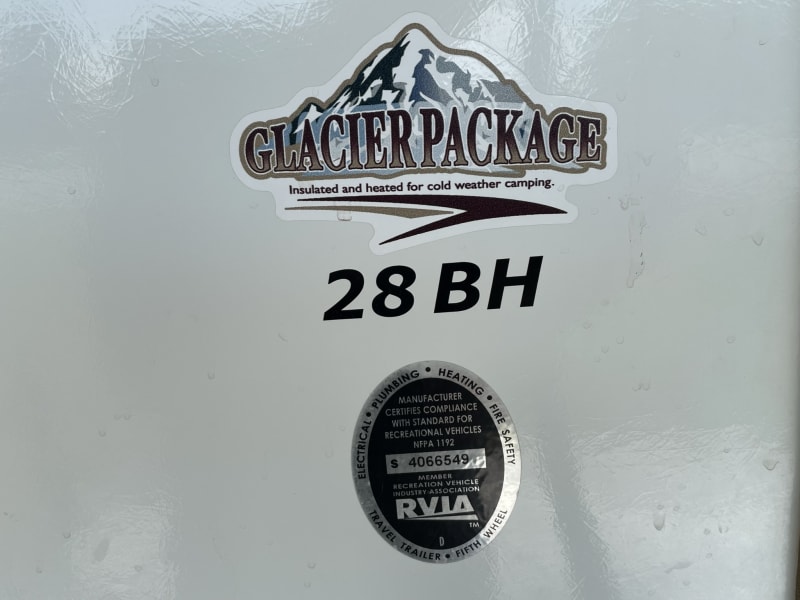 GLACIER PACKAGE
Insulated and heated for cold weather camping.
28 BH
ELECTRICAL • PLUMBING • HEATING • FIRE SAFETY
MANUFACTURER
CERTIFIES COMPLIANCE
WITH STANDARD FOR
RECREATIONAL VEHICLES
NFPA 1192
S 4066549
MEMBER
RECREATION VEHICLE
INDUSTRY ASSOCIATION
RVIA
TM
D
TRAVEL TRAILER • FIFTH WHEEL